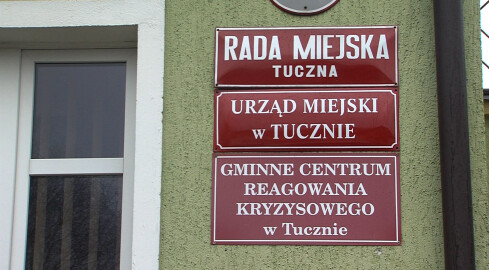 RADA MIEJSKA
TUCZNA
URZĄD MIEJSKI
w TUCZNIE
GMINNE CENTRUM
REAGOWANIA
KRYZYSOWEGO
w Tucznie